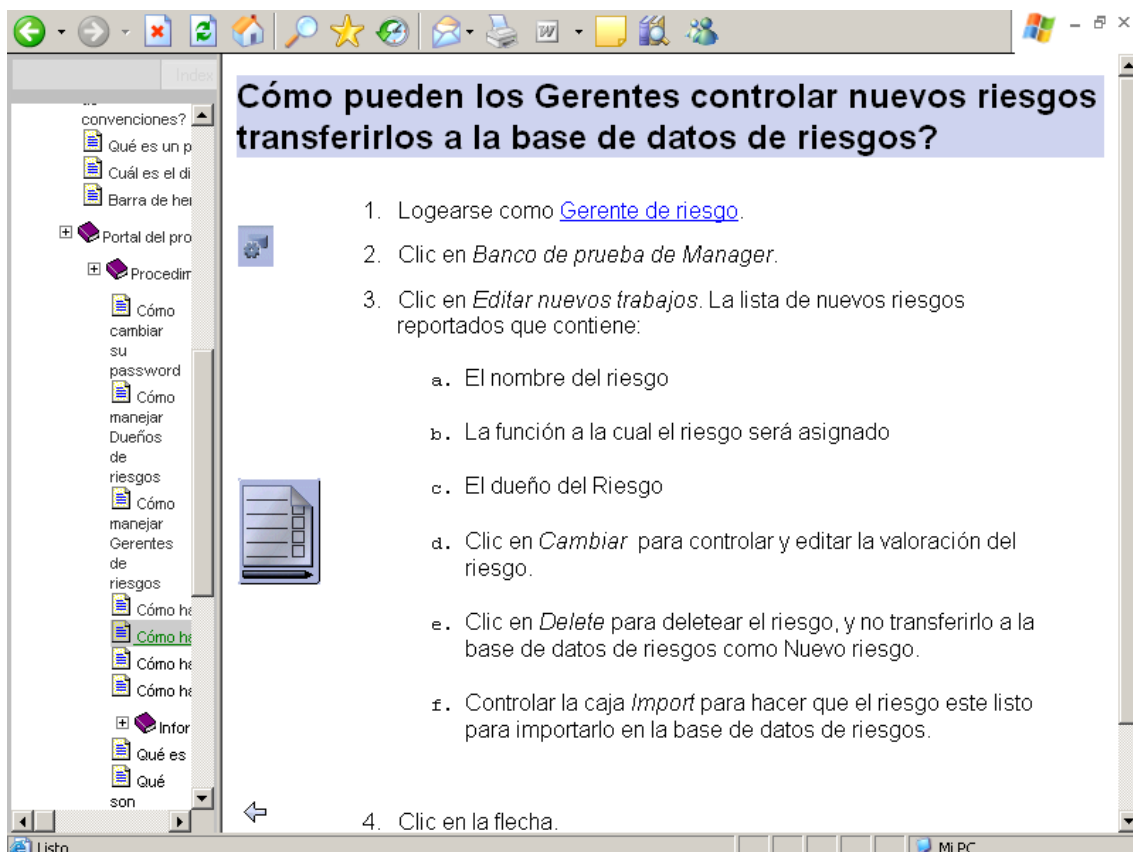 Index
convenciones?
Qué es un p
Cuál es el di
Barra de her
Portal del pro
Procedim
Cómo
cambiar
su
password
Cómo
manejar
Dueños
de
riesgos
Cómo
manejar
Gerentes
de
riesgos
Cómo ha
Cómo ha
Cómo ha
Cómo ha
Infor
Qué es
Qué
son
Cómo pueden los Gerentes controlar nuevos riesgos
transferirlos a la base de datos de riesgos?
1. Logearse como Gerente de riesgo.
2. Clic en Banco de prueba de Manager.
3. Clic en Editar nuevos trabajos. La lista de nuevos riesgos
reportados que contiene:
a. El nombre del riesgo
b. La función a la cual el riesgo será asignado
c. El dueño del Riesgo
d. Clic en Cambiar para controlar y editar la valoración del
riesgo.
e. Clic en Delete para deletear el riesgo, y no transferirlo a la
base de datos de riesgos como Nuevo riesgo.
f. Controlar la caja Import para hacer que el riesgo este listo
para importarlo en la base de datos de riesgos.
4. Clic en la flecha.
Listo
Mi PC